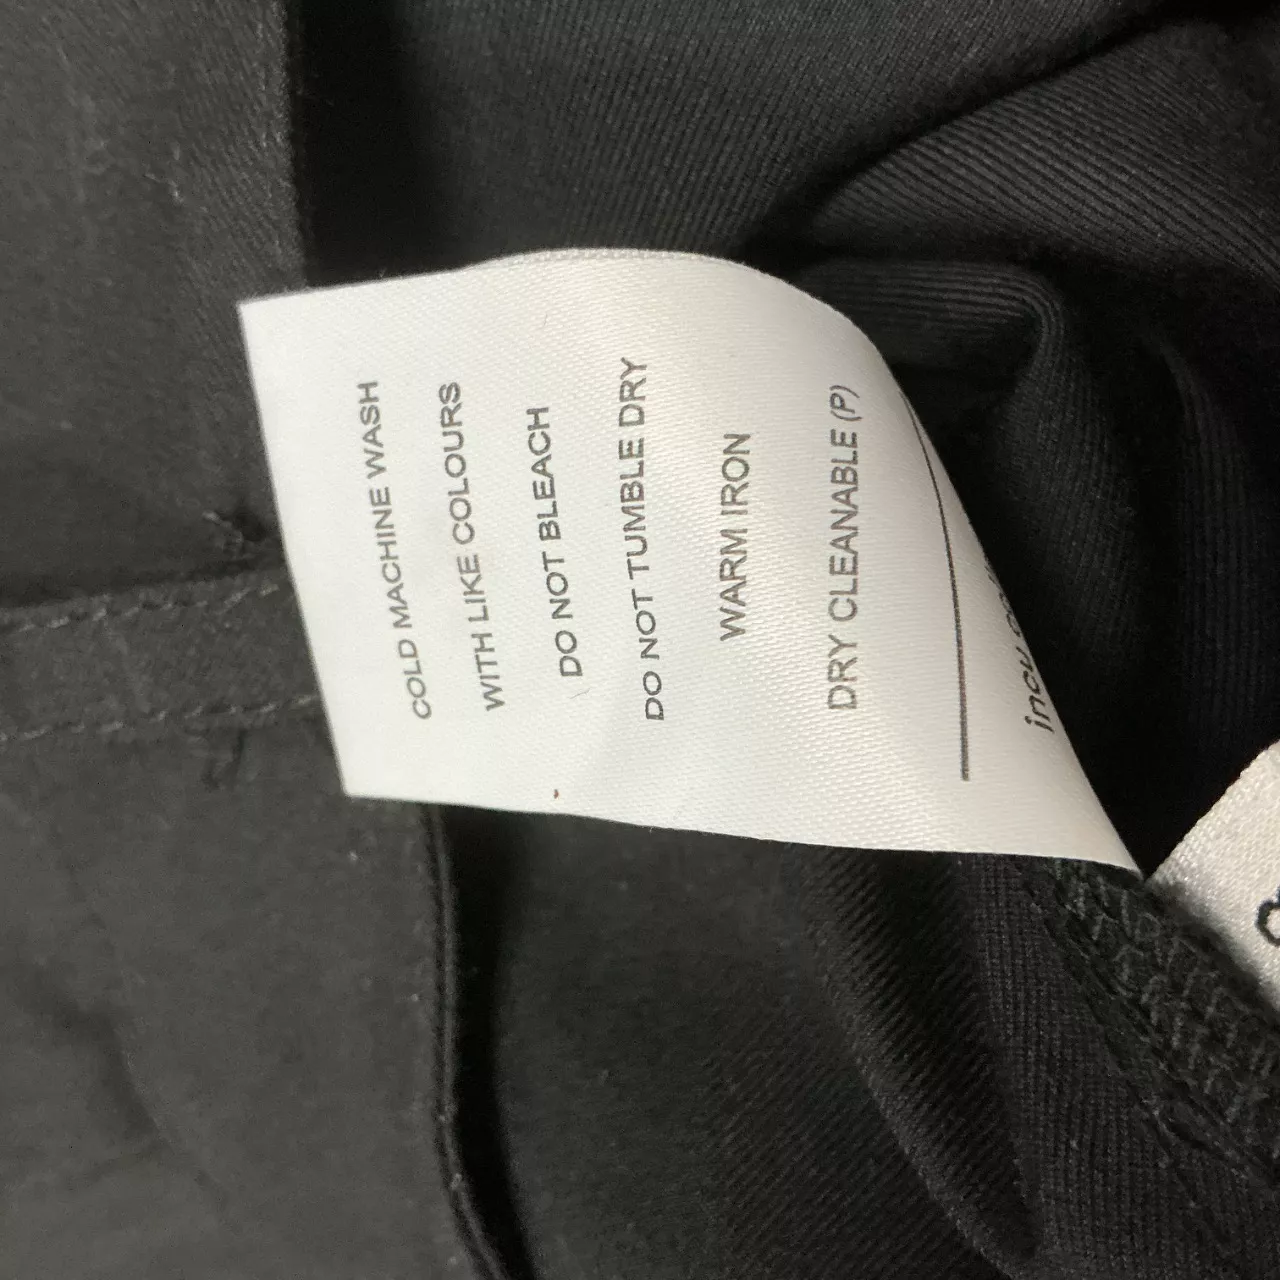 COLD MACHINE WASH
WITH LIKE COLOURS
DO NOT BLEACH
DO NOT TUMBLE DRY
WARM IRON
DRY CLEANABLE (P)